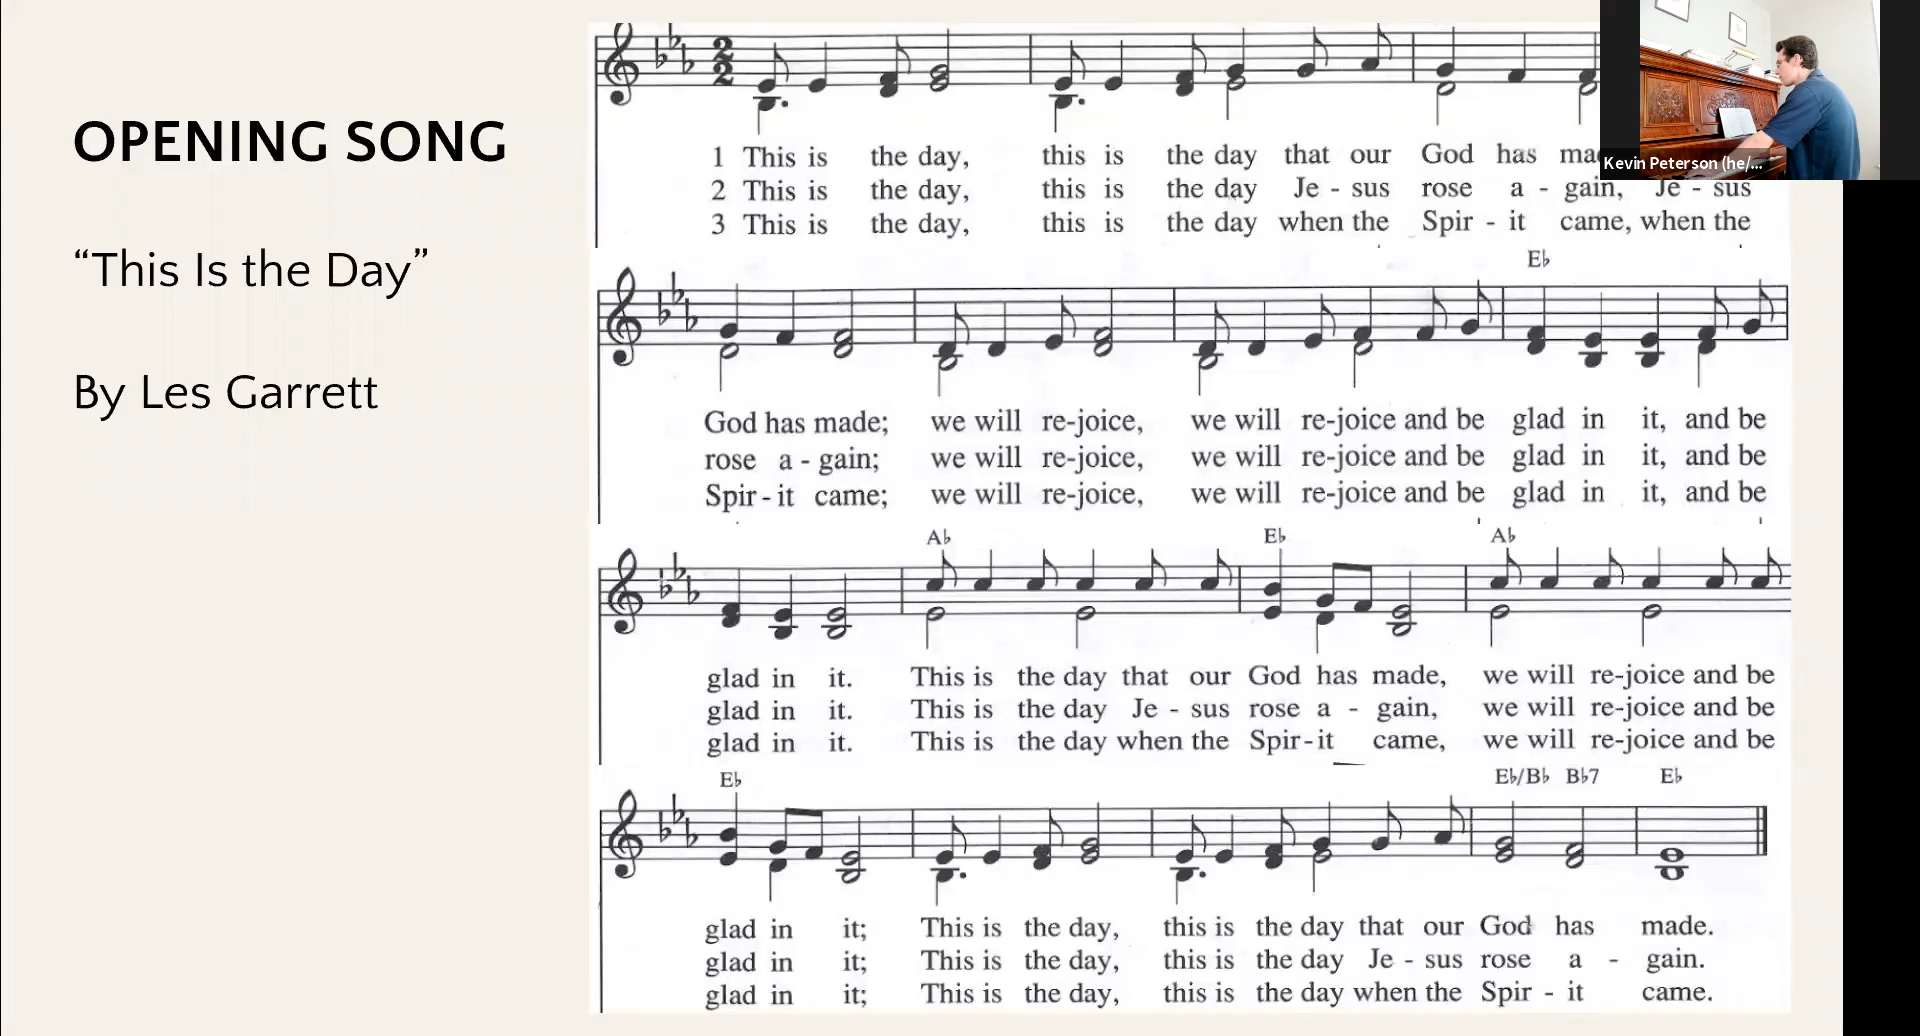 OPENING SONG
“This Is the Day”
By Les Garrett
Kevin Peterson (he/...
2
2
1 This is the day, this is the day that our God has
2 This is the day, this is the day Je - sus rose a - gain, Je - sus
3 This is the day, this is the day when the Spir - it came, when the
E♭
God has made; we will re-joice, we will re-joice and be glad in it, and be
rose a - gain; we will re-joice, we will re-joice and be glad in it, and be
Spir - it came; we will re-joice, we will re-joice and be glad in it, and be
A♭ E♭ A♭
glad in it. This is the day that our God has made, we will re-joice and be
glad in it. This is the day Je - sus rose a - gain, we will re-joice and be
glad in it. This is the day when the Spir-it came, we will re-joice and be
E♭ E♭/B♭ B♭7 E♭
glad in it; This is the day, this is the day that our God has made.
glad in it; This is the day, this is the day Je - sus rose a - gain.
glad in it; This is the day, this is the day when the Spir - it came.